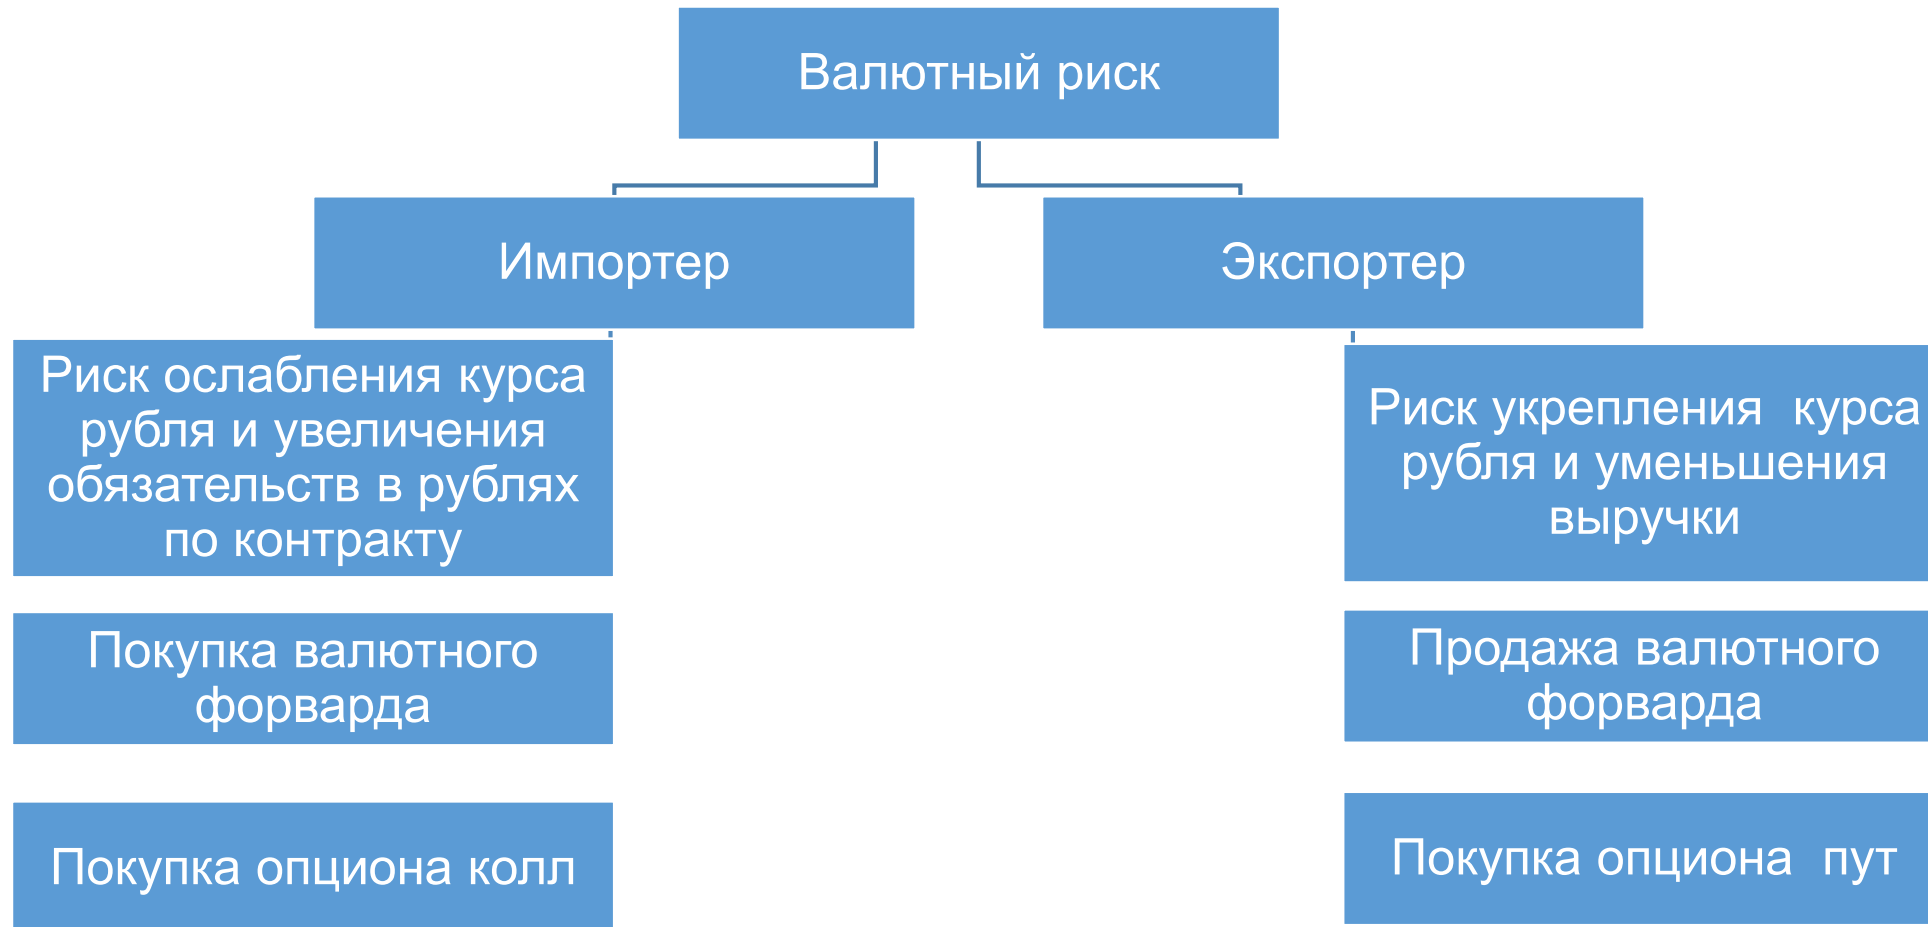 Валютный риск
Импортер
Экспортер
Риск ослабления курса
рубля и увеличения
обязательств в рублях
по контракту
Риск укрепления  курса
рубля и уменьшения
выручки
Покупка валютного
форварда
Продажа валютного
форварда
Покупка опциона колл
Покупка опциона  пут